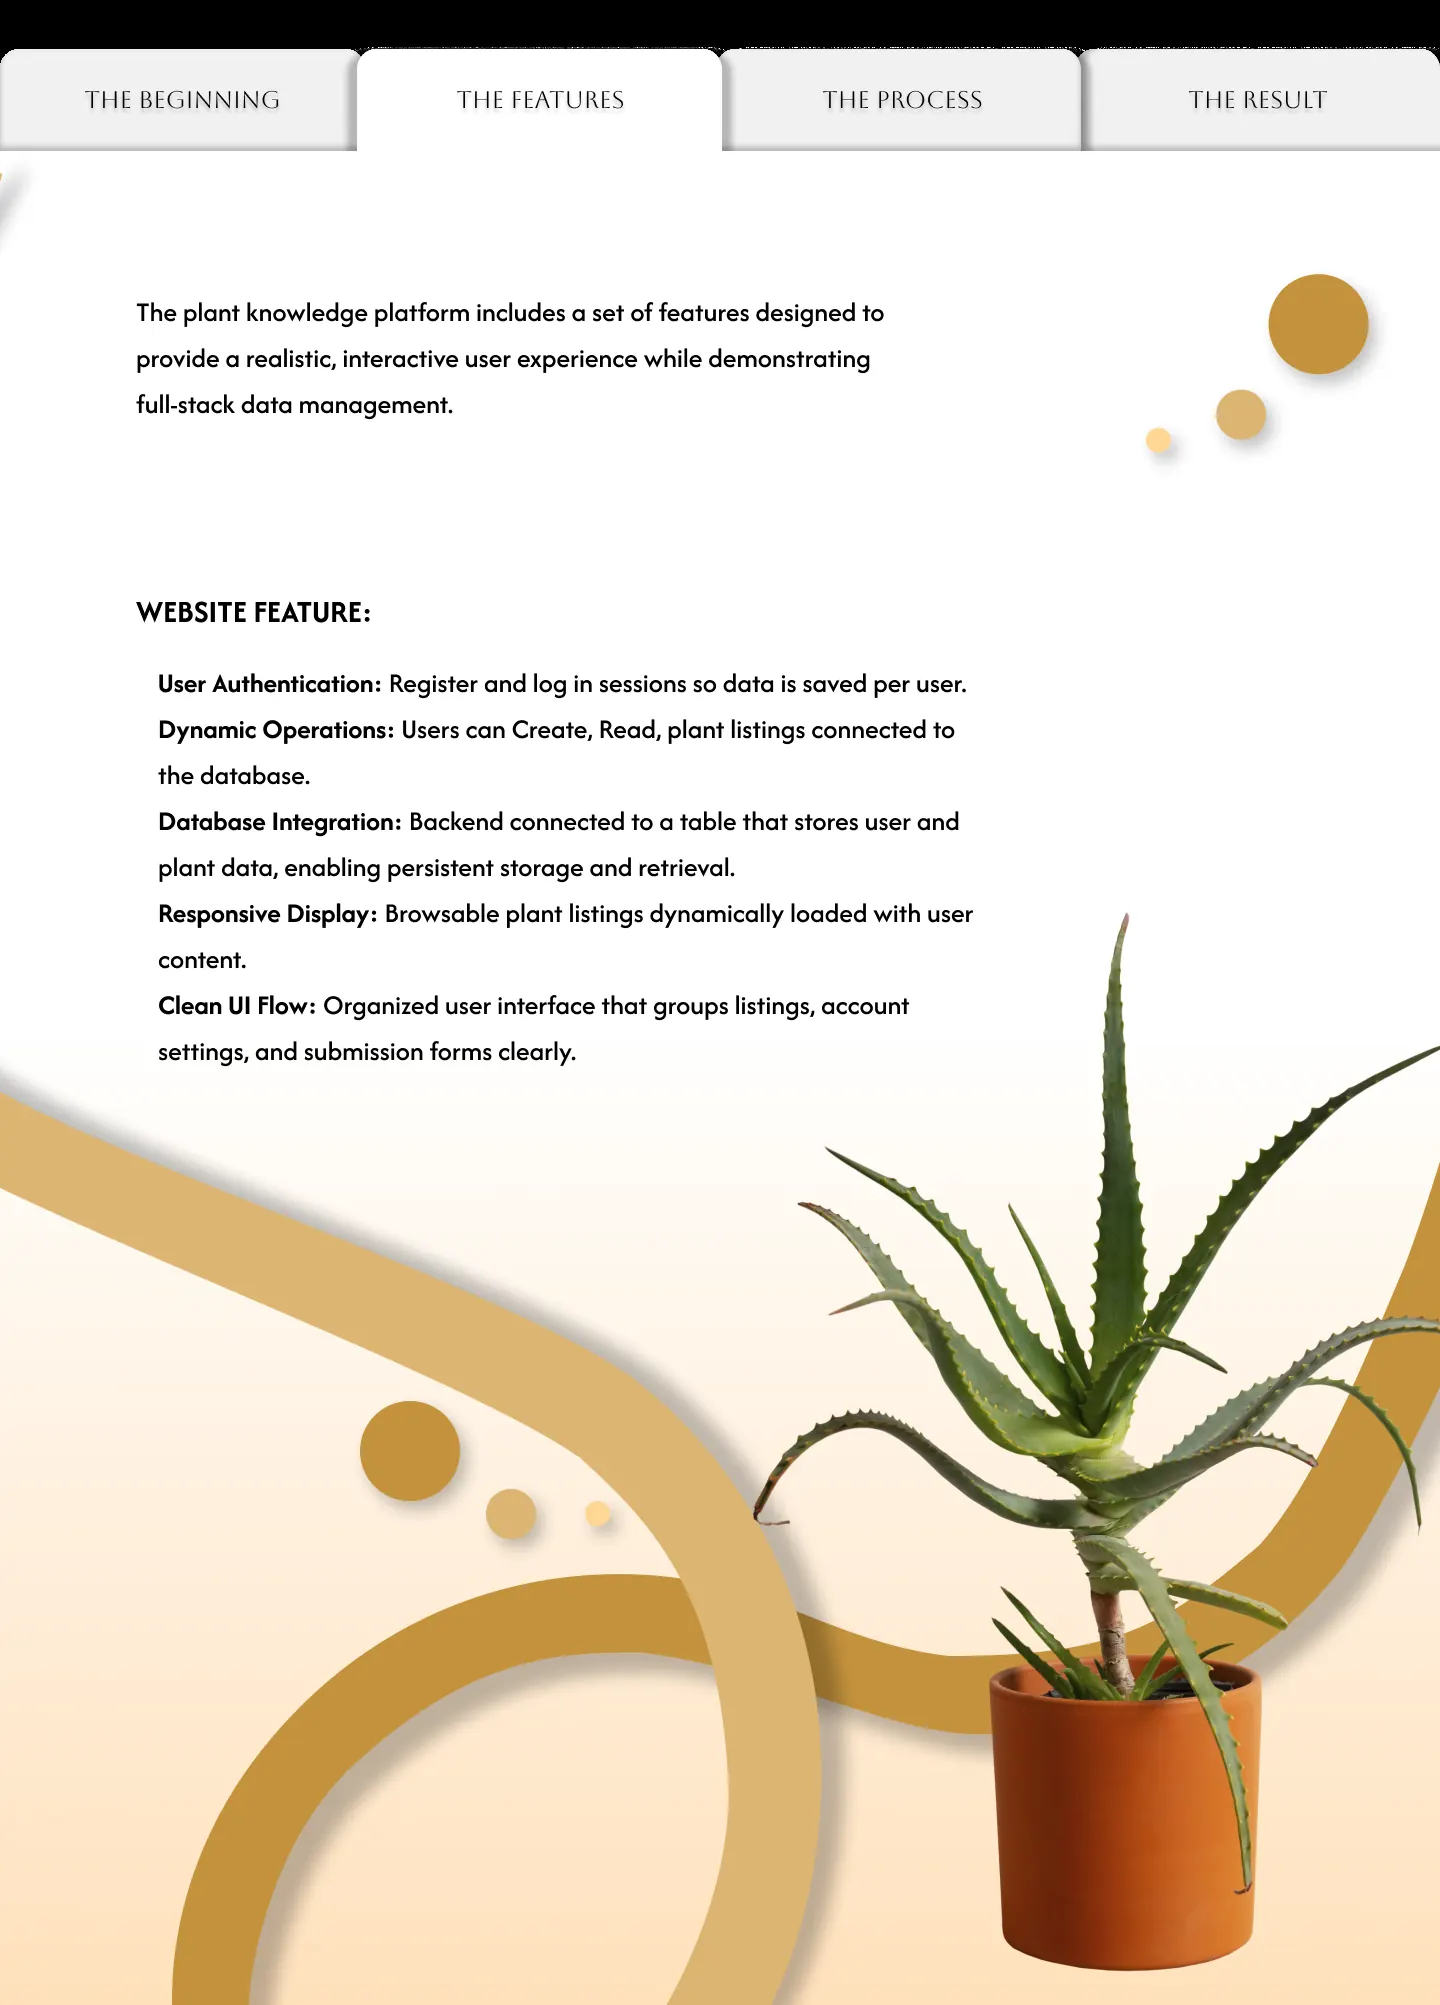 THE BEGINNING
THE FEATURES
THE PROCESS
THE RESULT
The plant knowledge platform includes a set of features designed to
provide a realistic, interactive user experience while demonstrating
full-stack data management.
WEBSITE FEATURE:
User Authentication: Register and log in sessions so data is saved per user.
Dynamic Operations: Users can Create, Read, plant listings connected to
the database.
Database Integration: Backend connected to a table that stores user and
plant data, enabling persistent storage and retrieval.
Responsive Display: Browsable plant listings dynamically loaded with user
content.
Clean UI Flow: Organized user interface that groups listings, account
settings, and submission forms clearly.